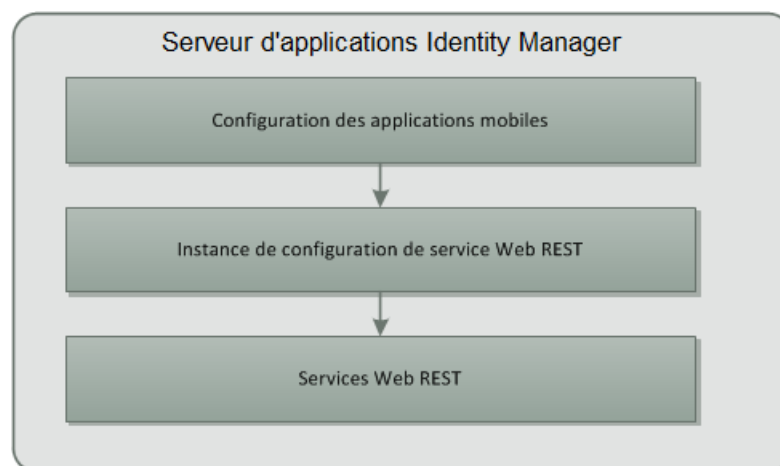 Serveur d'applications Identity Manager
Configuration des applications mobiles
Instance de configuration de service Web REST
Services Web REST